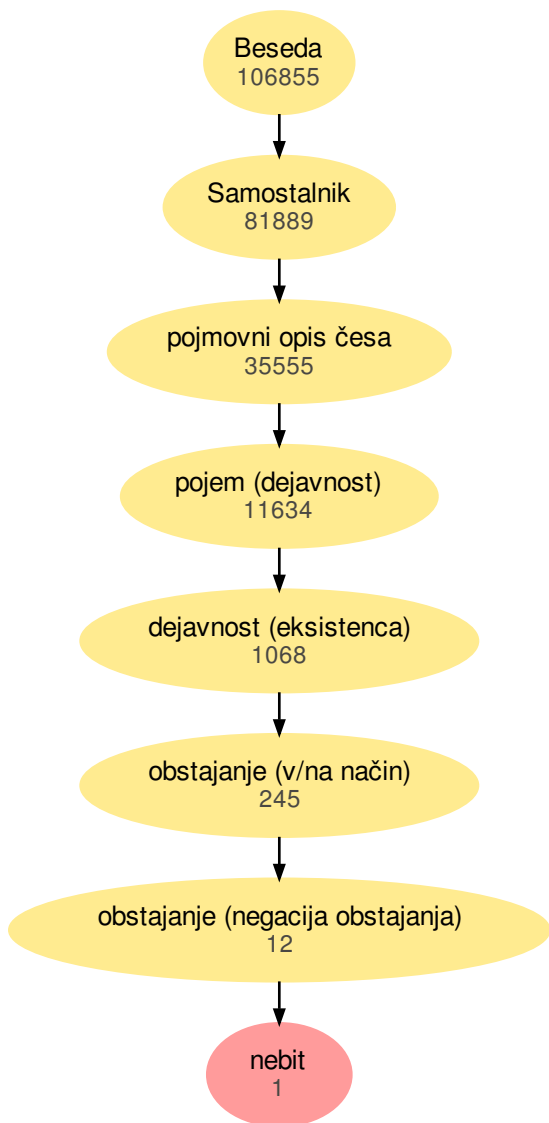 Beseda
106855
Samostalnik
81889
pojmovni opis česa
35555
pojem (dejavnost)
11634
dejavnost (eksistenca)
1068
obstajanje (v/na način)
245
obstajanje (negacija obstajanja)
12
nebit
1